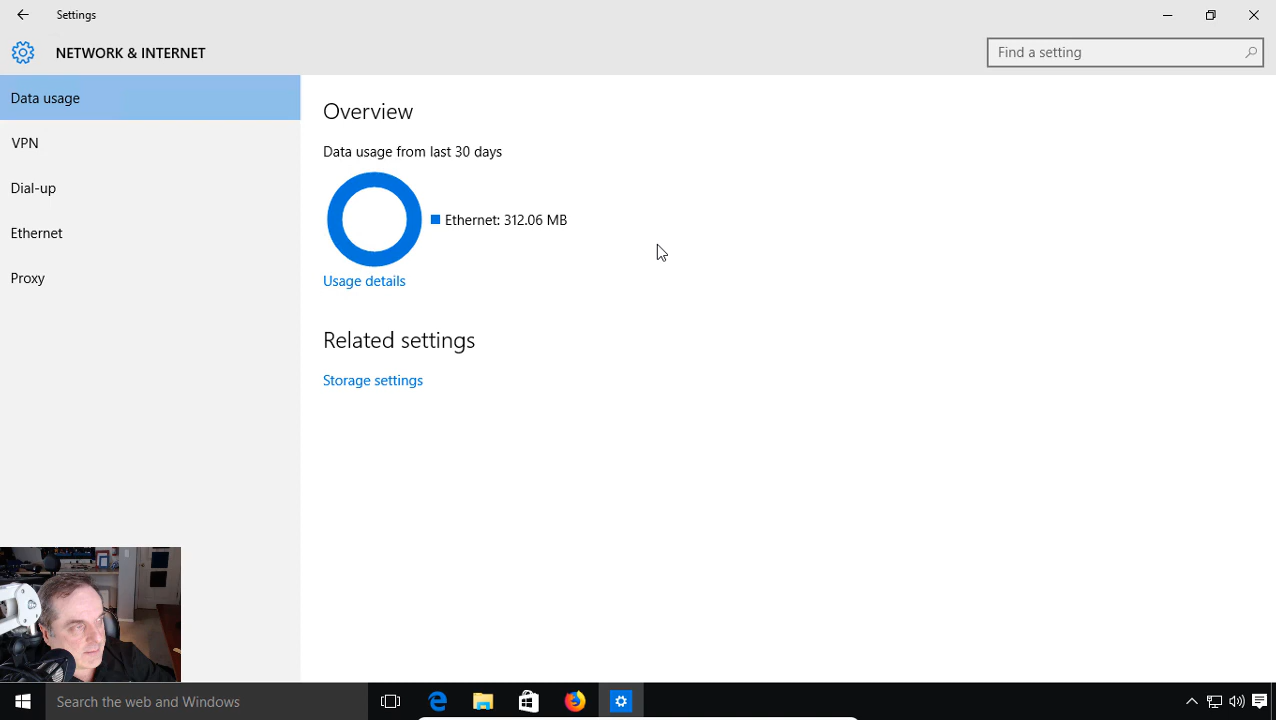 Settings
NETWORK & INTERNET
Find a setting
Data usage
VPN
Dial-up
Ethernet
Proxy
Overview
Data usage from last 30 days
Ethernet: 312.06 MB
Usage details
Related settings
Storage settings
Search the web and Windows